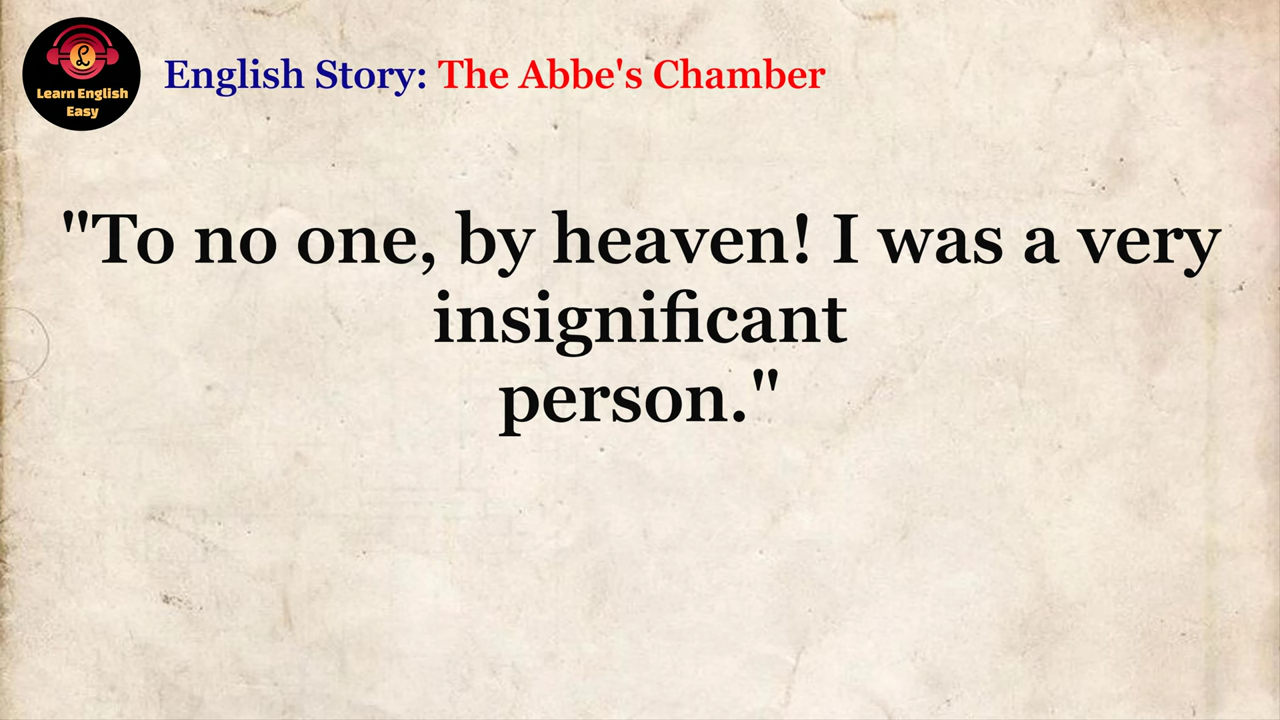 Learn English
Easy
English Story: The Abbe's Chamber
"To no one, by heaven! I was a very
insignificant
person."